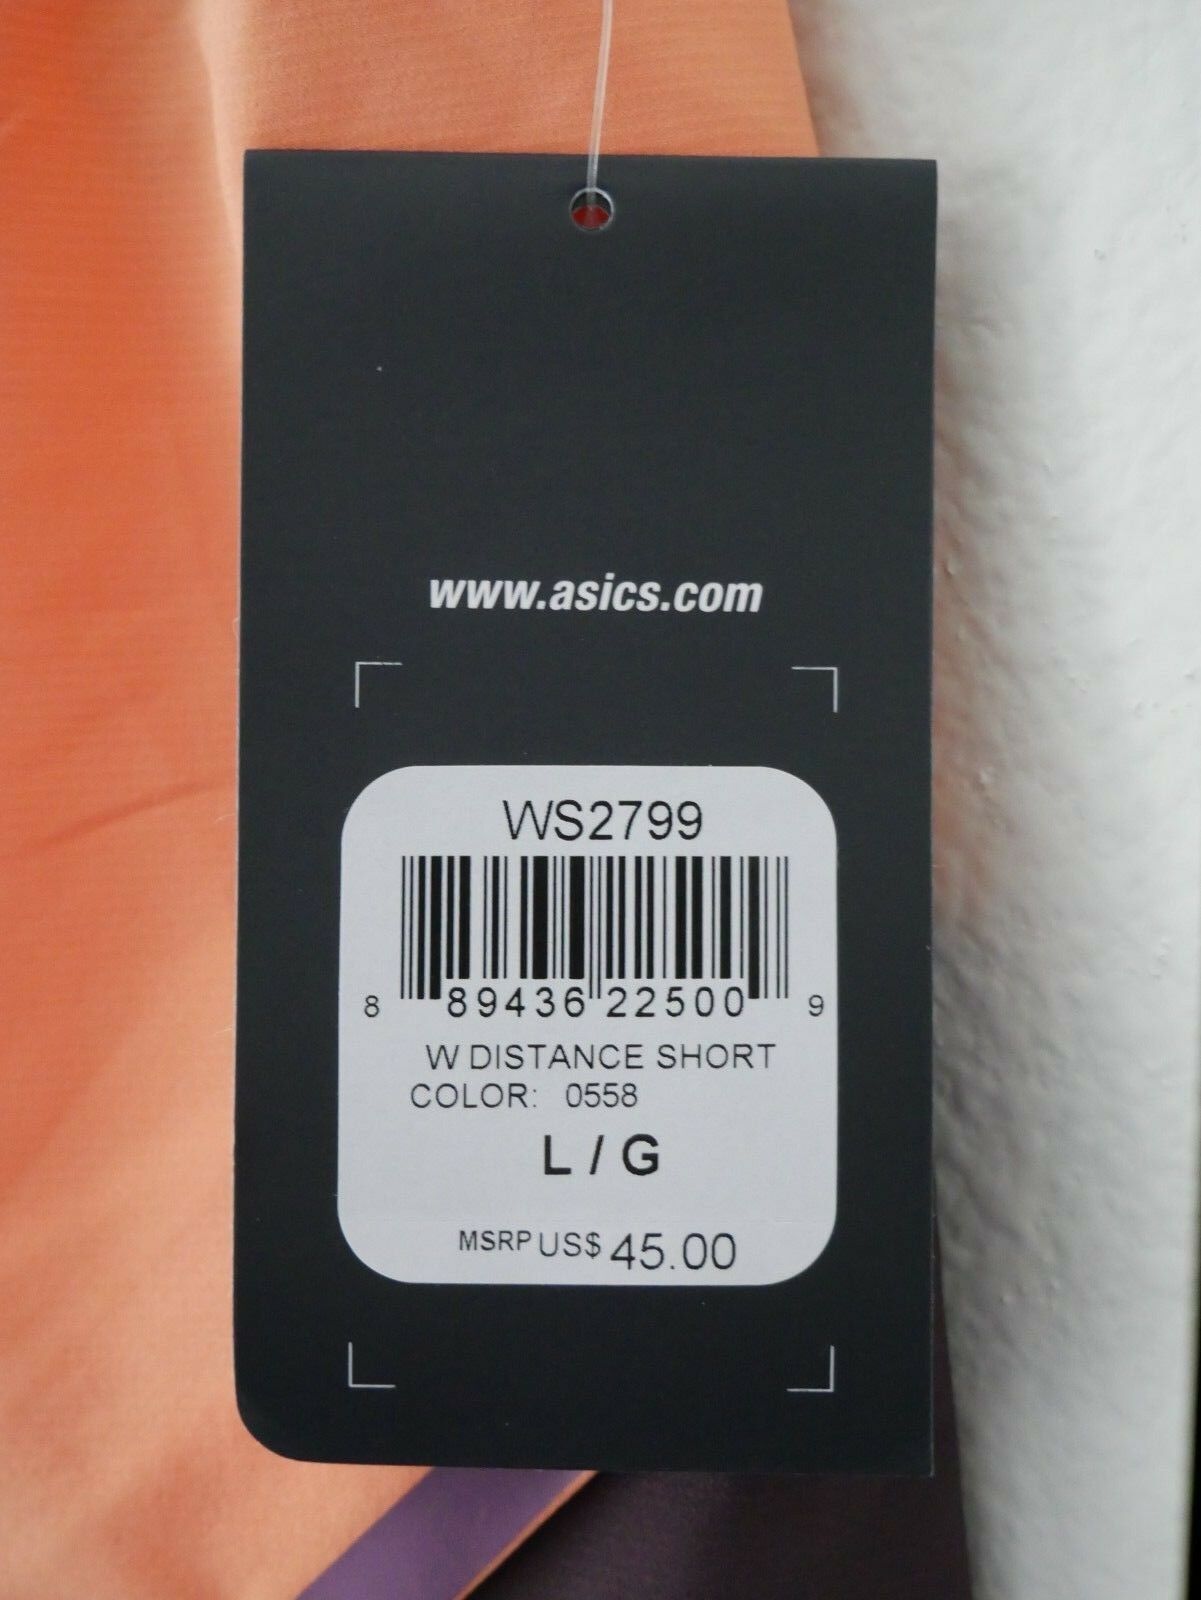 www.asics.com
WS2799
8 89436 22500 9
W DISTANCE SHORT
COLOR: 0558
L / G
MSRP US$ 45.00